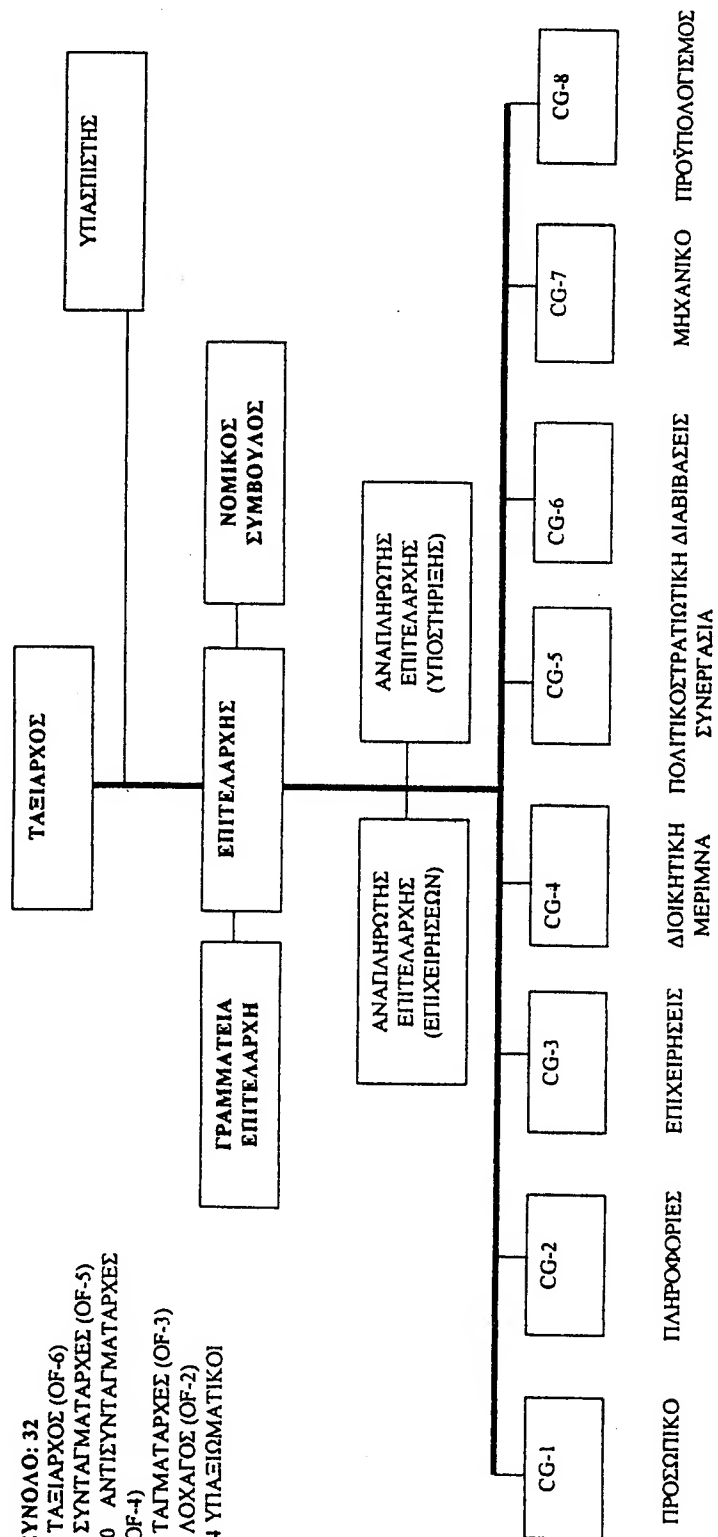 ΣΥΝΟΛΟ: 32
ΤΑΞΙΑΡΧΟΣ (OF-6)
ΣΥΝΤΑΓΜΑΤΑΡΧΕΣ (OF-5)
0 ΑΝΤΙΣΥΝΤΑΓΜΑΤΑΡΧΕΣ
OF-4)
ΤΑΓΜΑΤΑΡΧΕΣ (OF-3)
ΛΟΧΑΓΟΣ (OF-2)
4 ΥΠΑΞΙΩΜΑΤΙΚΟΙ
ΤΑΞΙΑΡΧΟΣ
ΥΠΑΣΠΙΣΤΗΣ
ΓΡΑΜΜΑΤΕΙΑ
ΕΠΙΤΕΛΑΡΧΗ
ΕΠΙΤΕΛΑΡΧΗΣ
ΝΟΜΙΚΟΣ
ΣΥΜΒΟΥΛΟΣ
ΑΝΑΠΛΗΡΩΤΗΣ
ΕΠΙΤΕΛΑΡΧΗΣ
(ΕΠΙΧΕΙΡΗΣΕΩΝ)
ΑΝΑΠΛΗΡΩΤΗΣ
ΕΠΙΤΕΛΑΡΧΗΣ
(ΥΠΟΣΤΗΡΙΞΗΣ)
CG-1
CG-2
CG-3
CG-4
CG-5
CG-6
CG-7
CG-8
ΠΡΟΣΩΠΙΚΟ
ΠΛΗΡΟΦΟΡΙΕΣ
ΕΠΙΧΕΙΡΗΣΕΙΣ
ΔΙΟΙΚΗΤΙΚΗ
ΜΕΡΙΜΝΑ
ΠΟΛΙΤΙΚΟΣΤΡΑΤΙΩΤΙΚΗ
ΣΥΝΕΡΓΑΣΙΑ
ΔΙΑΒΙΒΑΣΕΙΣ
ΜΗΧΑΝΙΚΟ
ΠΡΟΫΠΟΛΟΓΙΣΜΟΣ